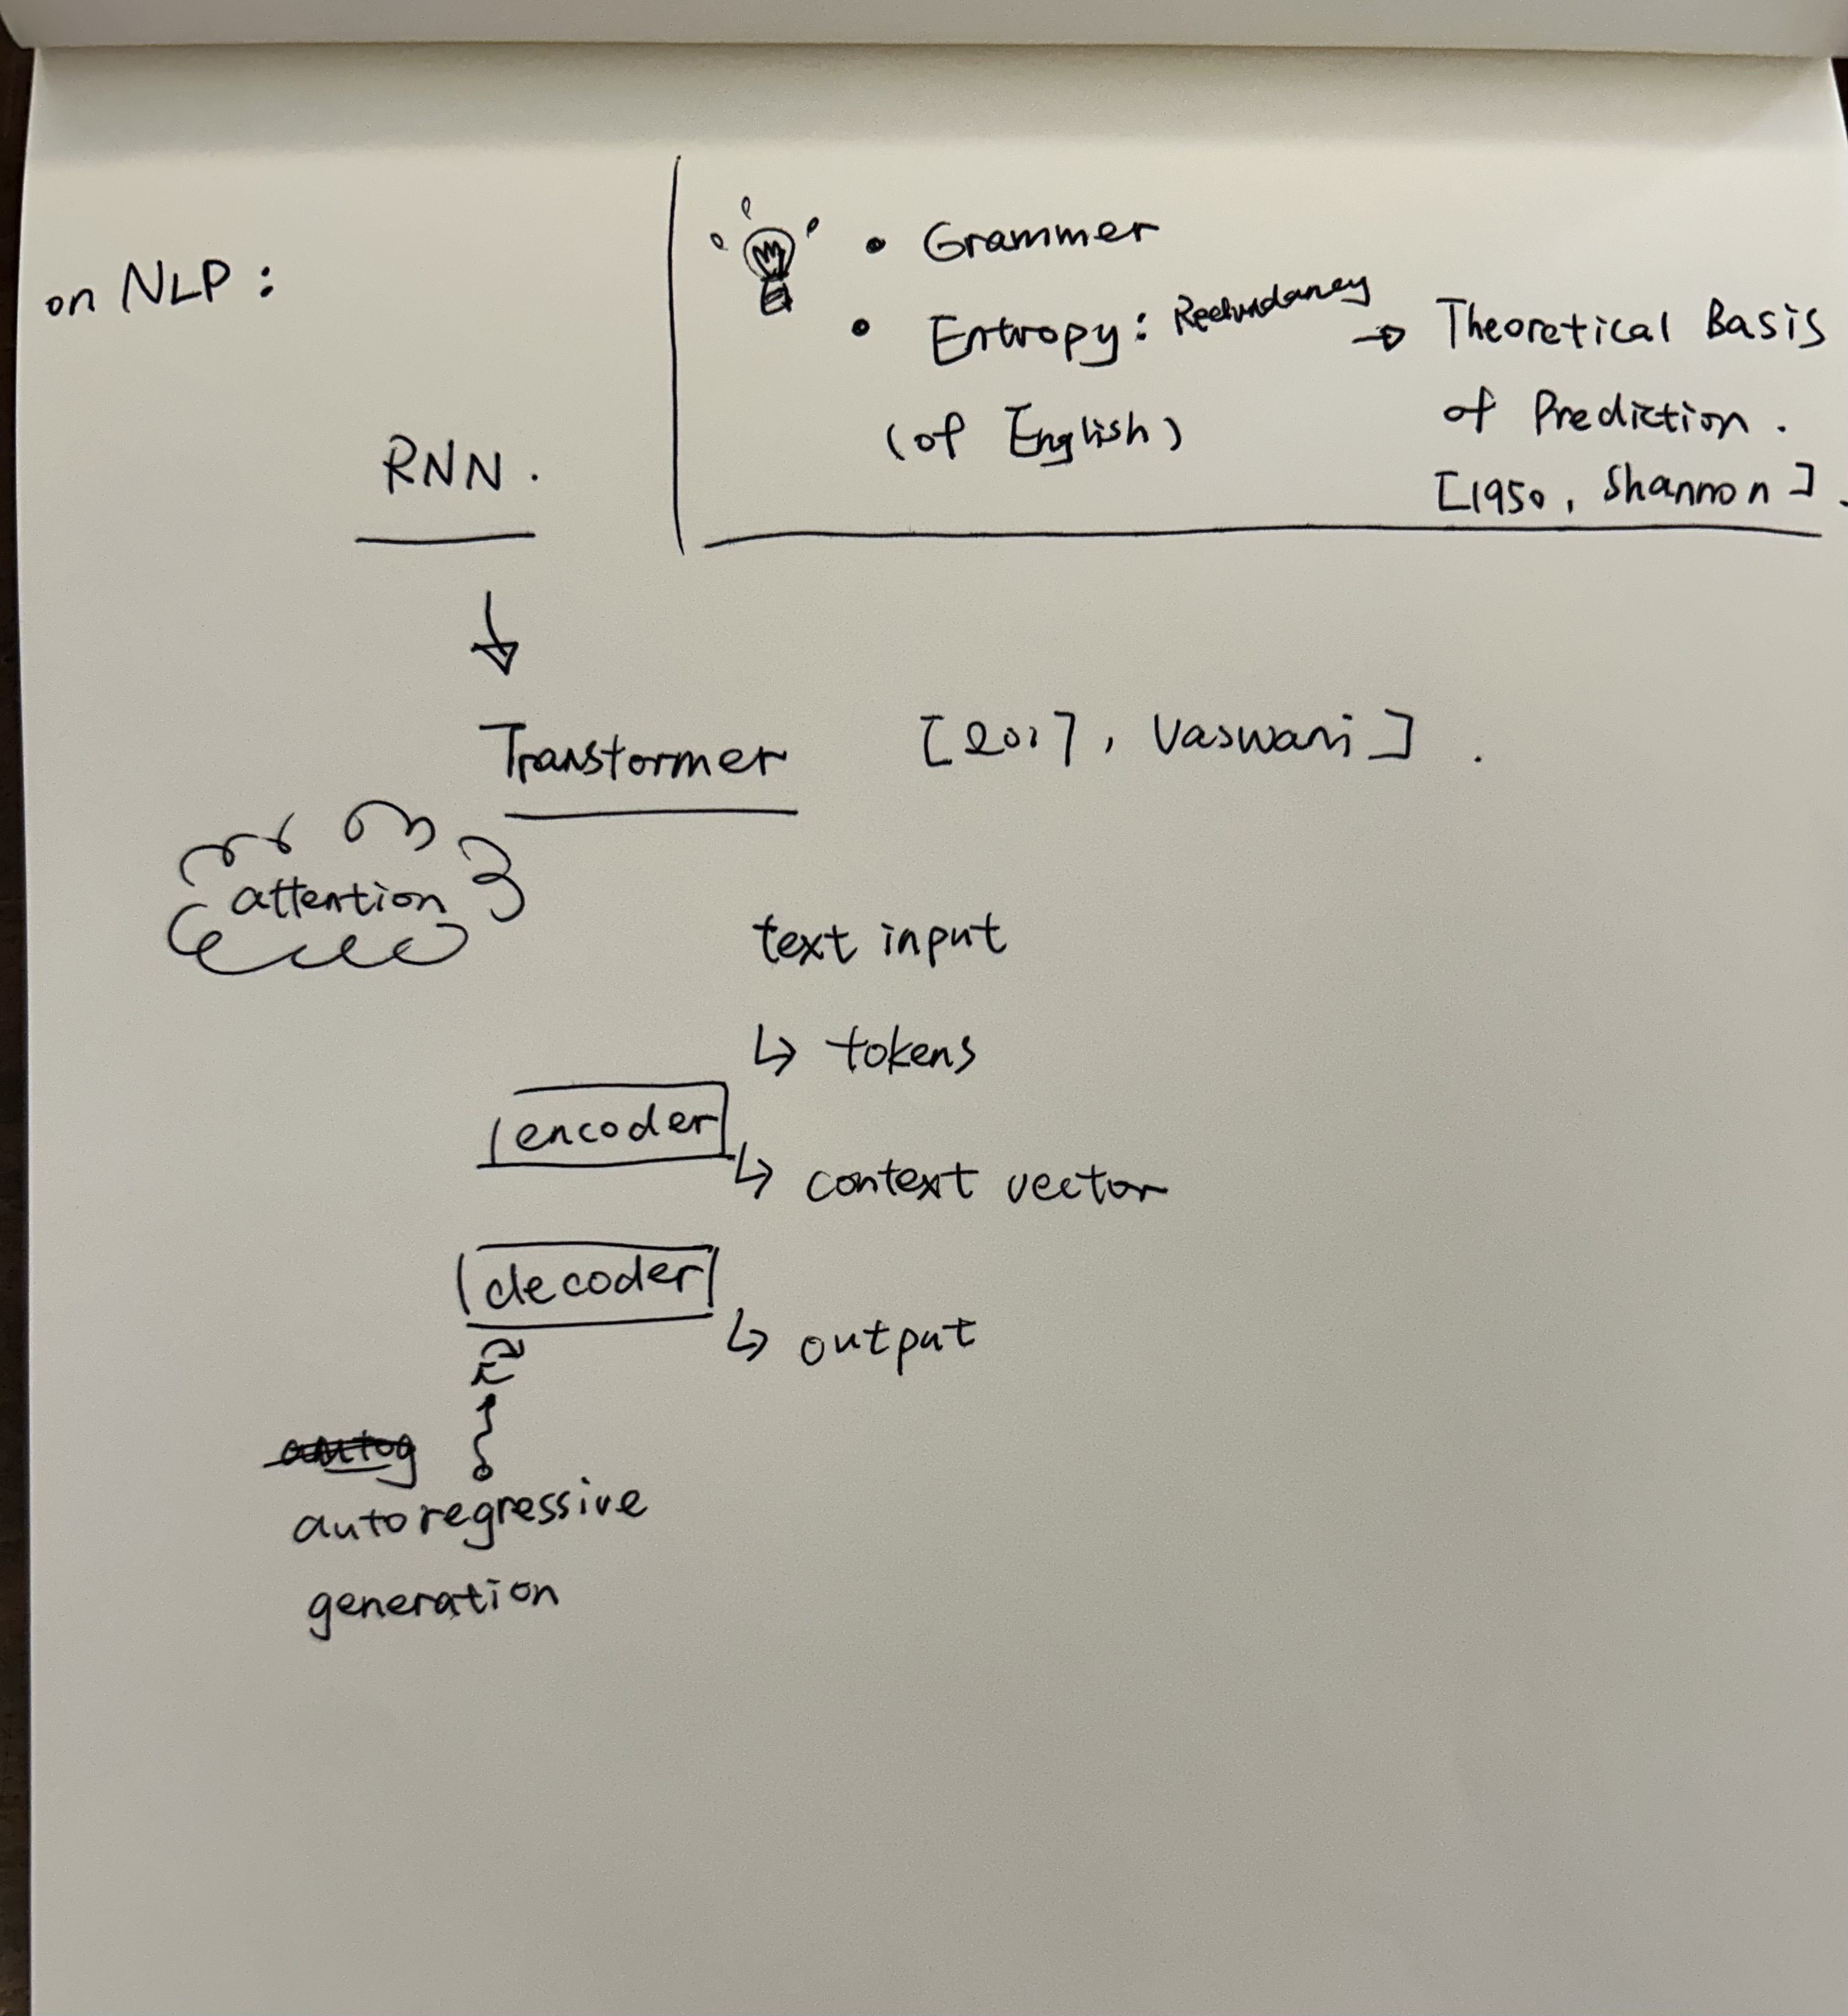 on NLP :
• Grammer
• Entropy : Redundancy → Theoretical Basis
(of English)
of Prediction .
[1950, Shannon] .
RNN .
↓
Transformer [2017, Vaswani] .
attention
text input
↳ tokens
encoder
↳ context vector
decoder
↳ output
autoregressive
generation